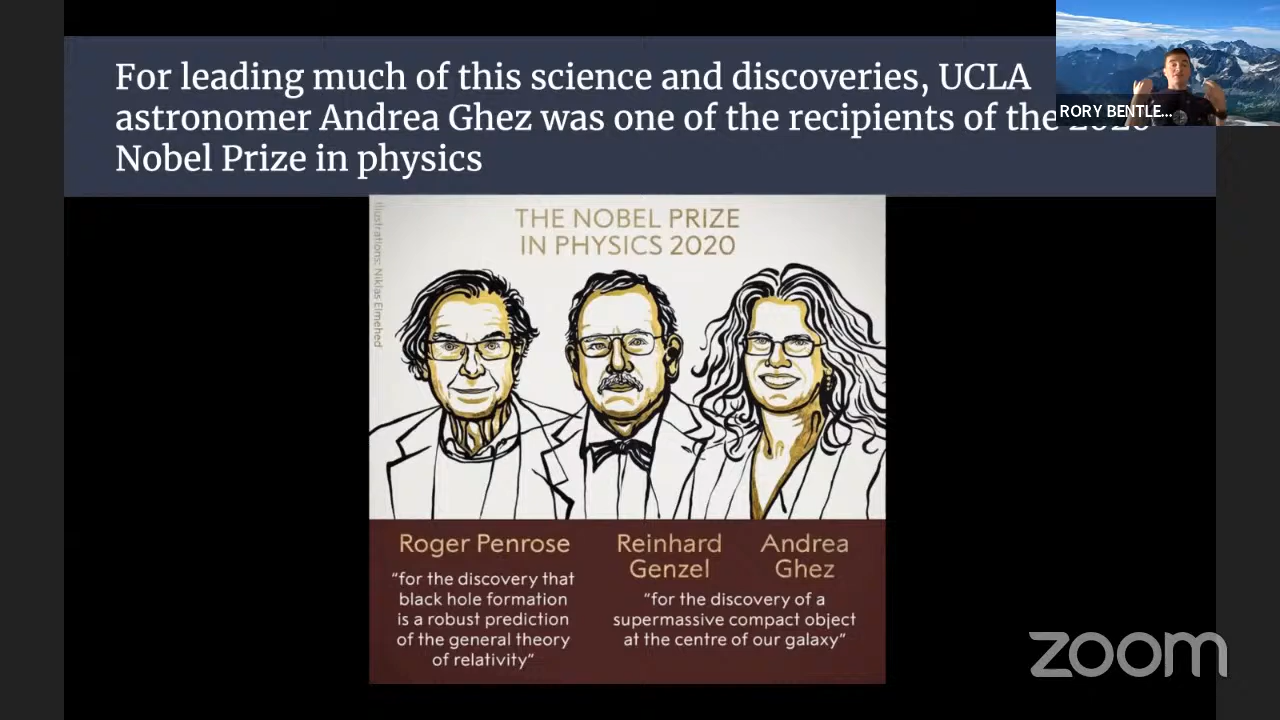 For leading much of this science and discoveries, UCLA
astronomer Andrea Ghez was one of the recipients of the 2020
Nobel Prize in physics
RORY BENTLE...
Illustrations: Niklas Elmehed
THE NOBEL PRIZE
IN PHYSICS 2020
Roger Penrose
"for the discovery that
black hole formation
is a robust prediction
of the general theory
of relativity"
Reinhard
Genzel
Andrea
Ghez
"for the discovery of a
supermassive compact object
at the centre of our galaxy"
zoom